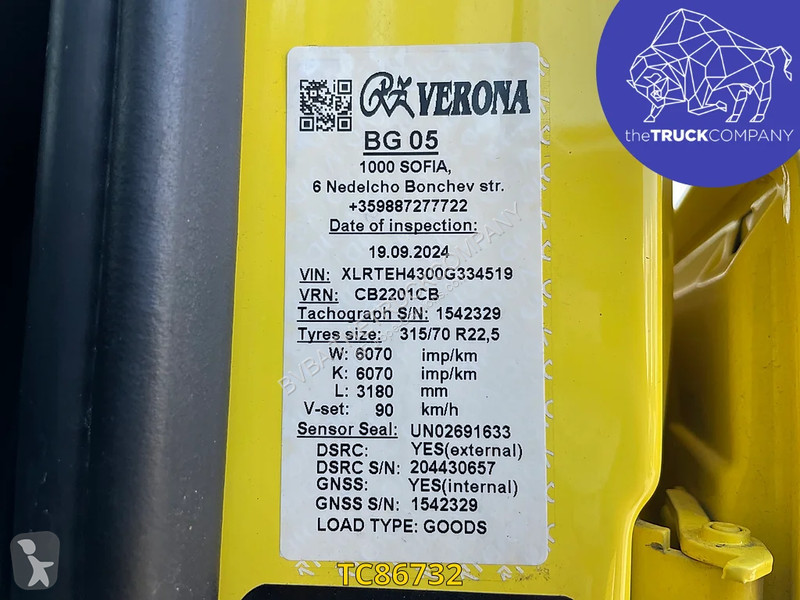 RZ VERONA
BG 05
1000 SOFIA,
6 Nedelcho Bonchev str.
+359887277722
Date of inspection:
19.09.2024
VIN: XLRTEH4300G334519
VRN: CB2201CB
Tachograph S/N: 1542329
Tyres size: 315/70 R22,5
W: 6070 imp/km
K: 6070 imp/km
L: 3180 mm
V-set: 90 km/h
Sensor Seal: UN02691633
DSRC: YES(external)
DSRC S/N: 204430657
GNSS: YES(internal)
GNSS S/N: 1542329
LOAD TYPE: GOODS
theTRUCKCOMPANY
TC86732